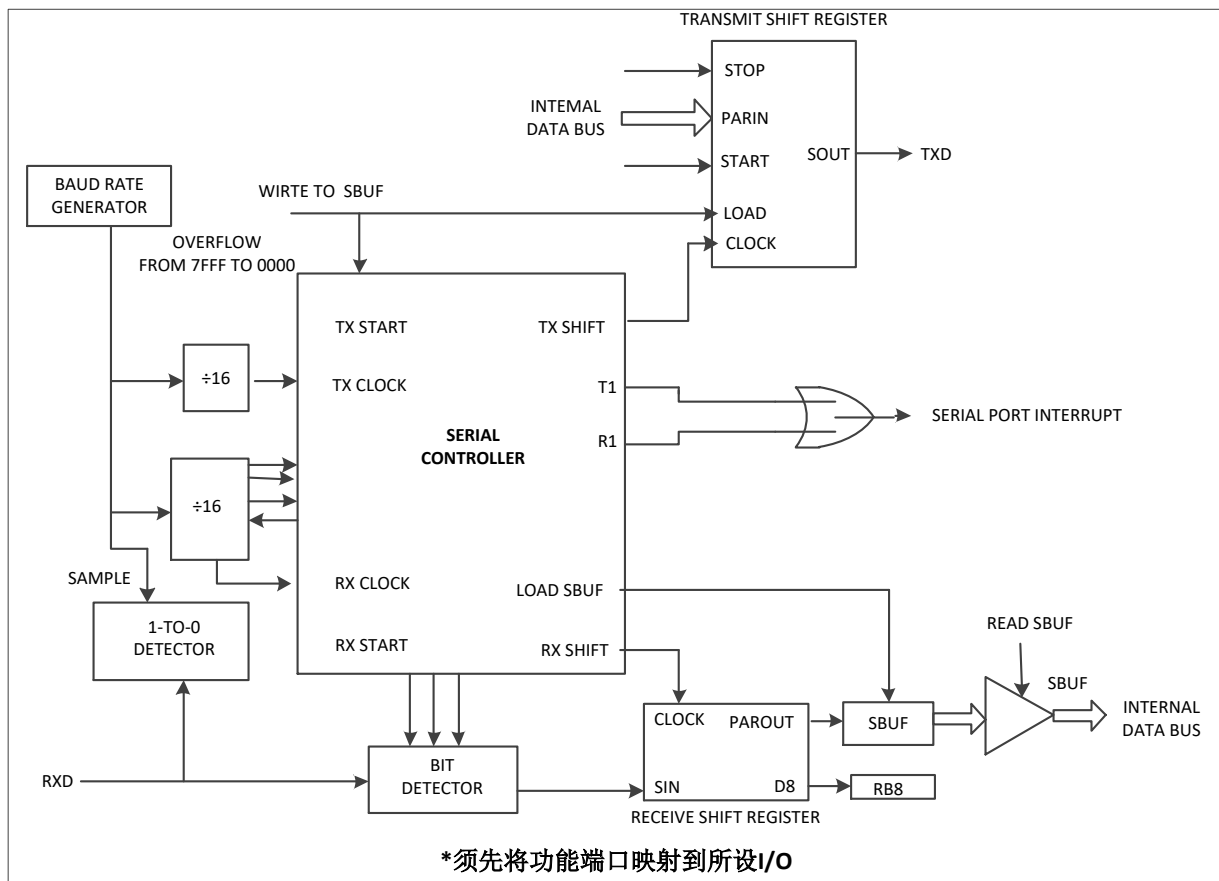 TRANSMIT SHIFT REGISTER
STOP
INTEMAL
DATA BUS
PARIN
START
SOUT
TXD
LOAD
CLOCK
BAUD RATE
GENERATOR
WIRTE TO SBUF
OVERFLOW
FROM 7FFF TO 0000
TX START
TX SHIFT
÷16
TX CLOCK
T1
R1
SERIAL PORT INTERRUPT
SERIAL
CONTROLLER
÷16
SAMPLE
RX CLOCK
LOAD SBUF
1-TO-0
DETECTOR
RX START
RX SHIFT
READ SBUF
SBUF
CLOCK
PAROUT
SBUF
INTERNAL
DATA BUS
RXD
BIT
DETECTOR
SIN
D8
RB8
RECEIVE SHIFT REGISTER
*须先将功能端口映射到所设I/O